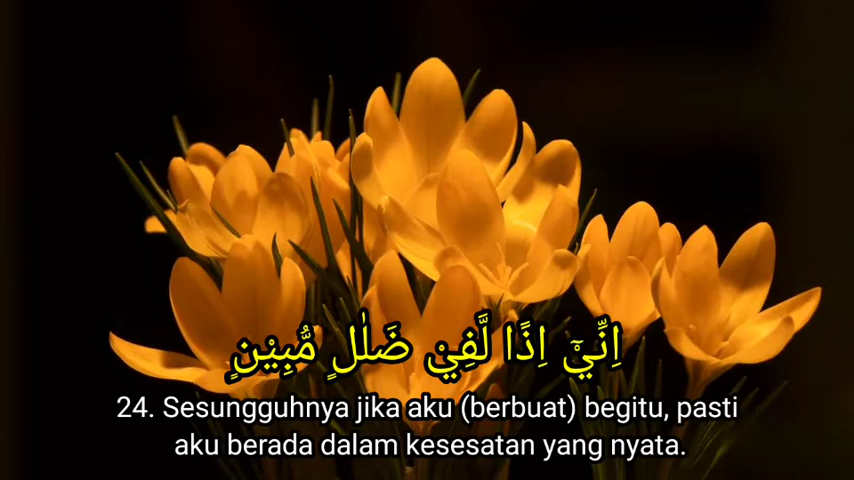 اِنِّيْٓ اِذًا لَّفِيْ ضَلٰلٍ مُّبِيْنٍ
24. Sesungguhnya jika aku (berbuat) begitu, pasti
aku berada dalam kesesatan yang nyata.